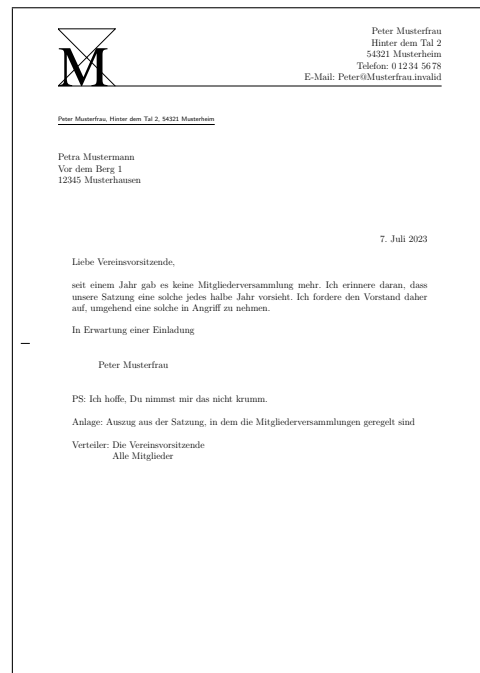 M
Peter Musterfrau
Hinter dem Tal 2
54321 Musterheim
Telefon: 0 12 34 56 78
E-Mail: Peter@Musterfrau.invalid
Peter Musterfrau, Hinter dem Tal 2, 54321 Musterheim
Petra Mustermann
Vor dem Berg 1
12345 Musterhausen
7. Juli 2023
Liebe Vereinsvorsitzende,
seit einem Jahr gab es keine Mitgliederversammlung mehr. Ich erinnere daran, dass
unsere Satzung eine solche jedes halbe Jahr vorsieht. Ich fordere den Vorstand daher
auf, umgehend eine solche in Angriff zu nehmen.
In Erwartung einer Einladung
Peter Musterfrau
PS: Ich hoffe, Du nimmst mir das nicht krumm.
Anlage: Auszug aus der Satzung, in dem die Mitgliederversammlungen geregelt sind
Verteiler: Die Vereinsvorsitzende
Alle Mitglieder